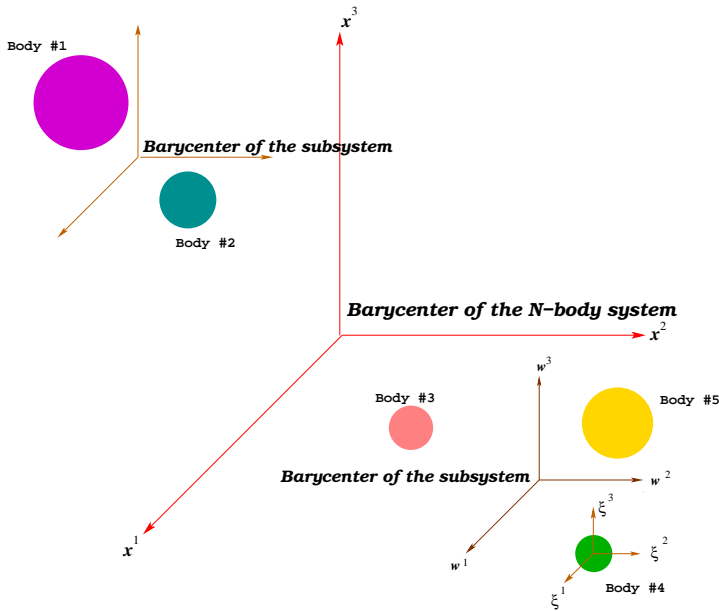 x³
Body #1
Barycenter of the subsystem
Body #2
Barycenter of the N−body system
x²
w³
Body #3
Body #5
Barycenter of the subsystem
w²
ξ³
x¹
ξ²
w¹
Body #4
ξ¹